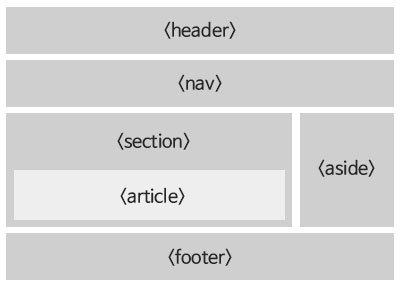 〈header〉
〈nav〉
〈section〉
〈article〉
〈aside〉
〈footer〉